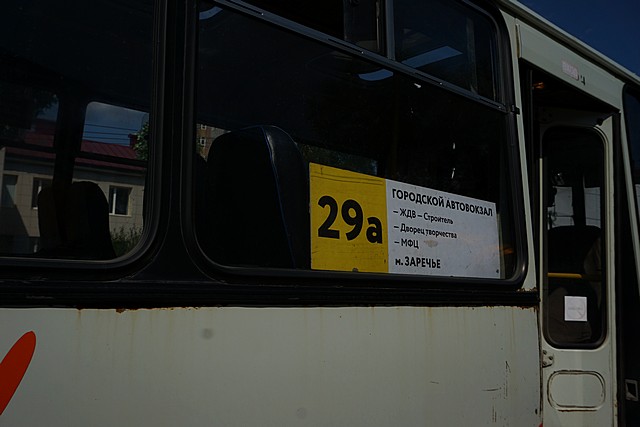 29а
ГОРОДСКОЙ АВТОВОКЗАЛ
– ЖДВ – Строитель
– Дворец творчества
– МФЦ
м. ЗАРЕЧЬЕ